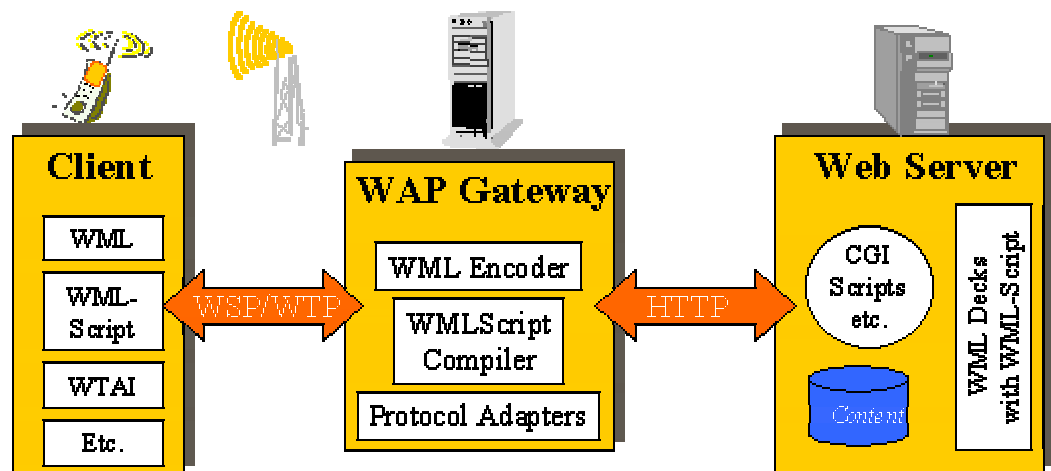 Client
WML
WML-
Script
WTAI
Etc.
WSP/WTP
WAP Gateway
WML Encoder
WMLScript
Compiler
Protocol Adapters
HTTP
Web Server
CGI
Scripts
etc.
Content
WML Decks
with WML-Script